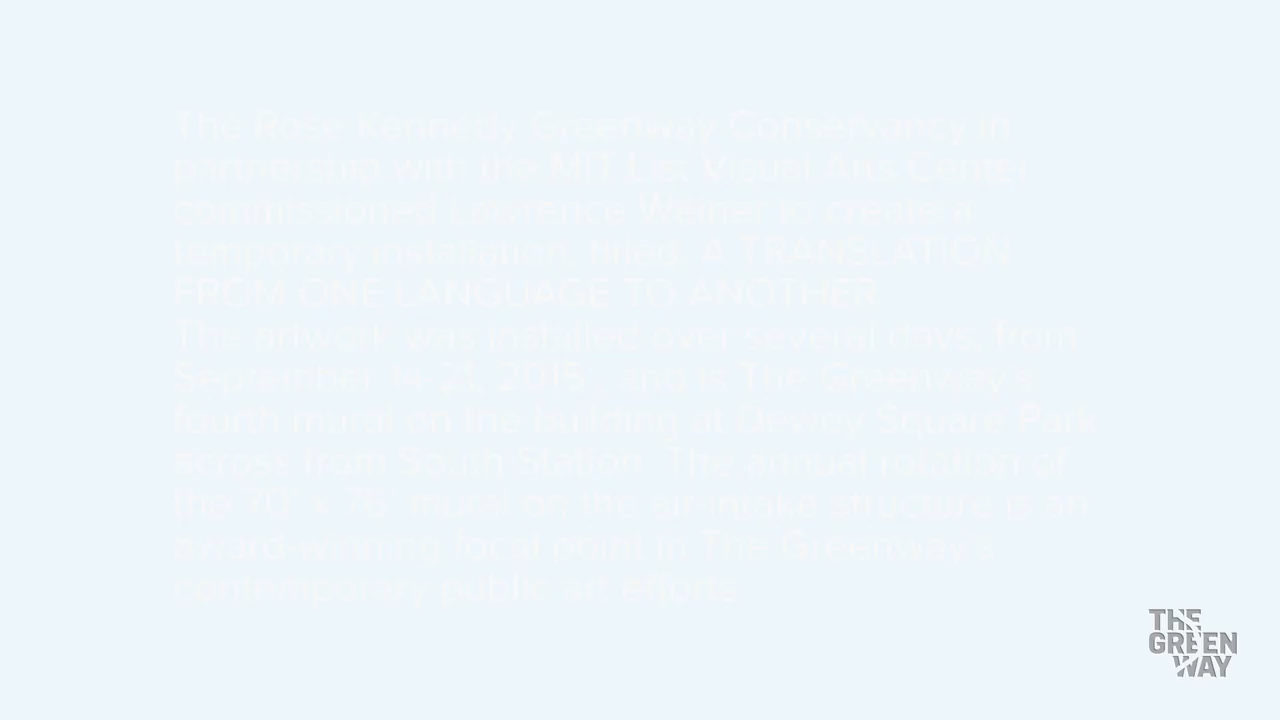 The Rose Kennedy Greenway Conservancy in
partnership with the MIT List Visual Arts Center
commissioned Lawrence Weiner to create a
temporary installation, titled, A TRANSLATION
FROM ONE LANGUAGE TO ANOTHER
The artwork was installed over several days, from
September 14-21, 2015, and is The Greenway's
fourth mural on the building at Dewey Square Park
across from South Station. The annual rotation of
the 70' x 76' mural on the air-intake structure is an
award-winning focal point in The Greenway's
contemporary public art efforts.
THE
GREEN
WAY